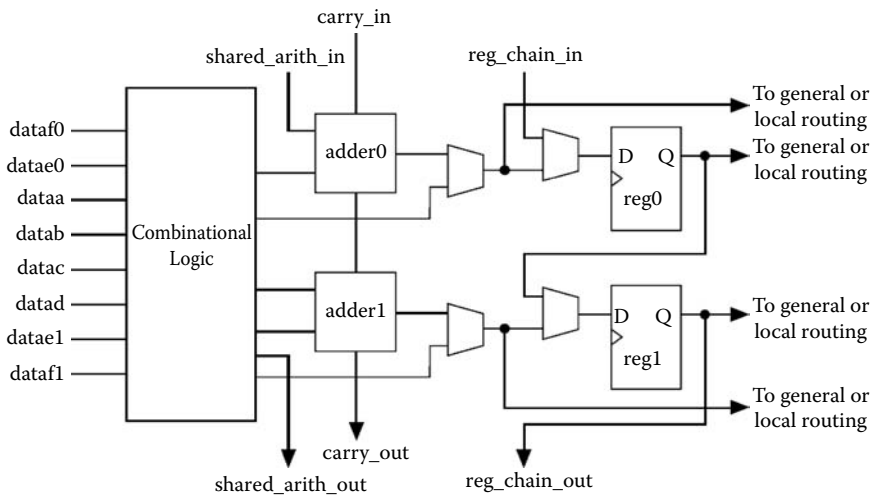 carry_in
shared_arith_in
reg_chain_in
To general or
local routing
dataf0
datae0
dataa
datab
datac
datad
datae1
dataf1
Combinational
Logic
adder0
D Q
reg0
To general or
local routing
adder1
D Q
reg1
To general or
local routing
To general or
local routing
carry_out
shared_arith_out
reg_chain_out